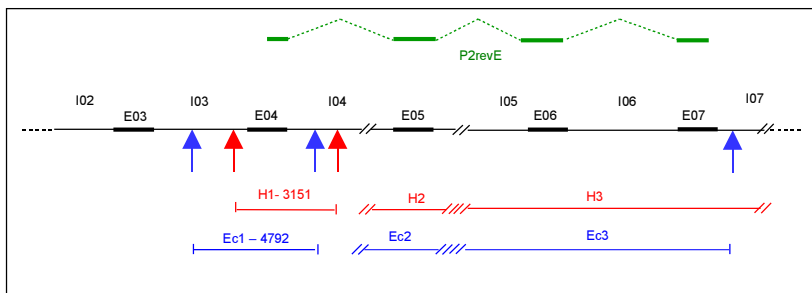 P2revE
I02 E03 I03 E04 I04 E05 I05 E06 I06 E07 I07
H1- 3151 H2 H3
Ec1 – 4792 Ec2 Ec3